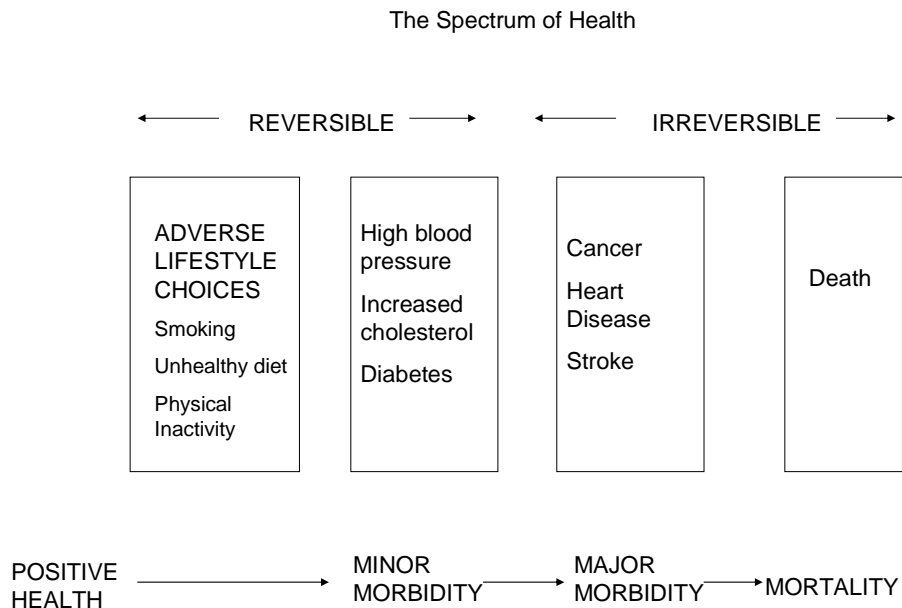 The Spectrum of Health
REVERSIBLE
IRREVERSIBLE
ADVERSE
LIFESTYLE
CHOICES
Smoking
Unhealthy diet
Physical
Inactivity
High blood
pressure
Increased
cholesterol
Diabetes
Cancer
Heart
Disease
Stroke
Death
POSITIVE
HEALTH
MINOR
MORBIDITY
MAJOR
MORBIDITY
MORTALITY